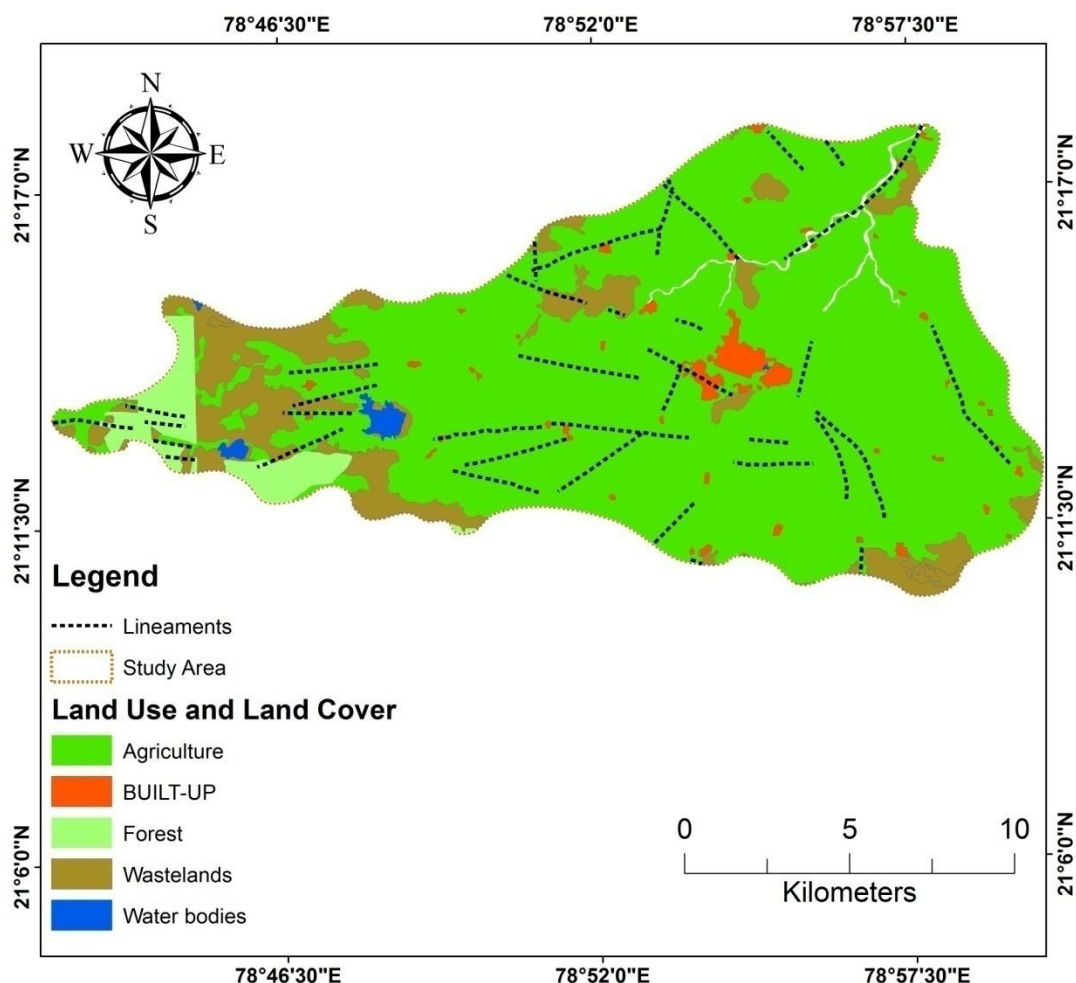 78°46'30"E 78°52'0"E 78°57'30"E
N
W E
S
21°17'0"N 21°17'0"N
21°11'30"N 21°11'30"N
21°6'0"N 21°6'0"N
Legend
Lineaments
Study Area
Land Use and Land Cover
Agriculture
BUILT-UP
Forest
Wastelands
Water bodies
0 5 10
Kilometers
78°46'30"E 78°52'0"E 78°57'30"E